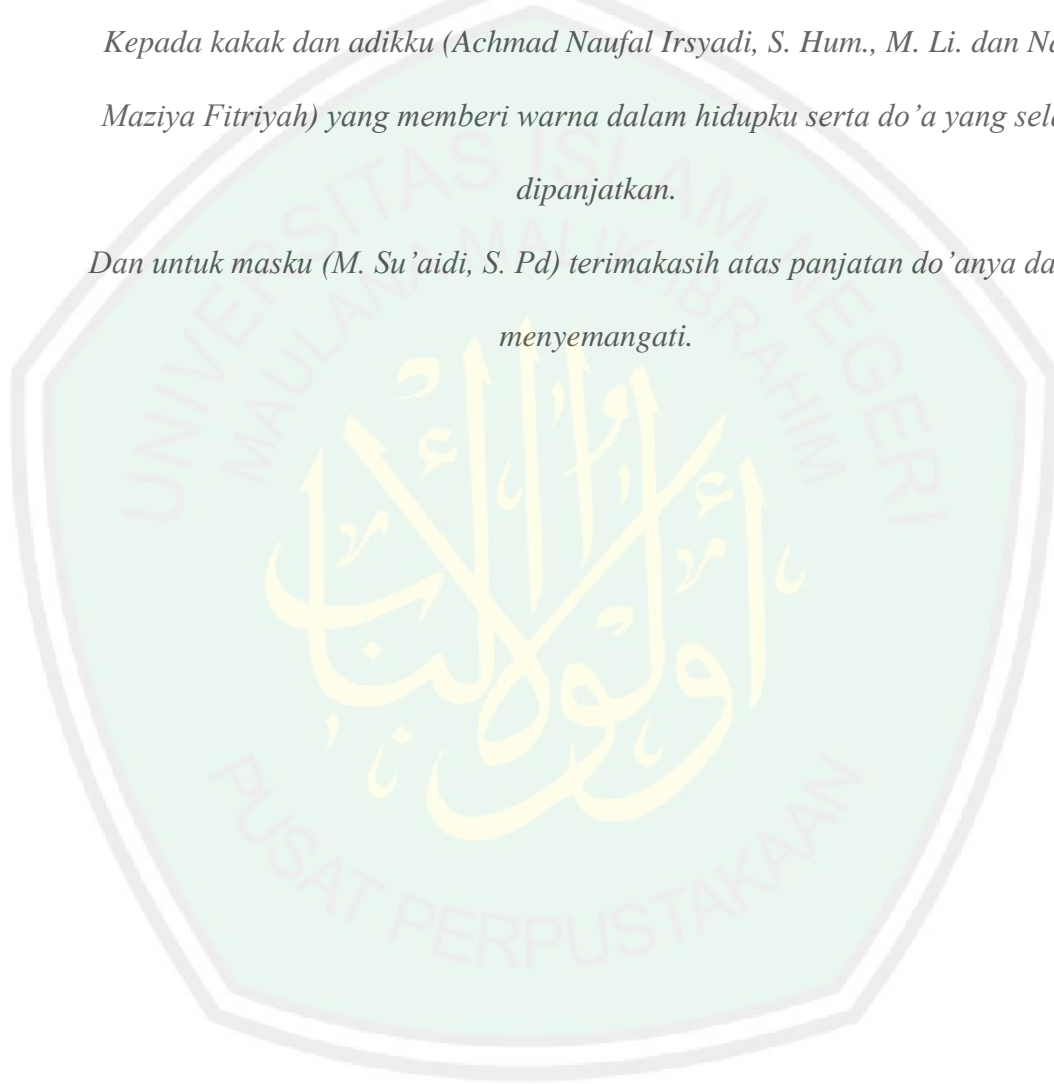 Kepada kakak dan adikku (Achmad Naufal Irsyadi, S. Hum., M. Li. dan
Maziya Fitriyah) yang memberi warna dalam hidupku serta do’a yang
dipanjatkan.
Dan untuk masku (M. Su’aidi, S. Pd) terimakasih atas panjatan do’anya
menyemangati.
UNIVERSITAS ISLAM NEGERI
MAULANA MALIK IBRAHIM
أولوا الألباب
PUSAT PERPUSTAKAAN